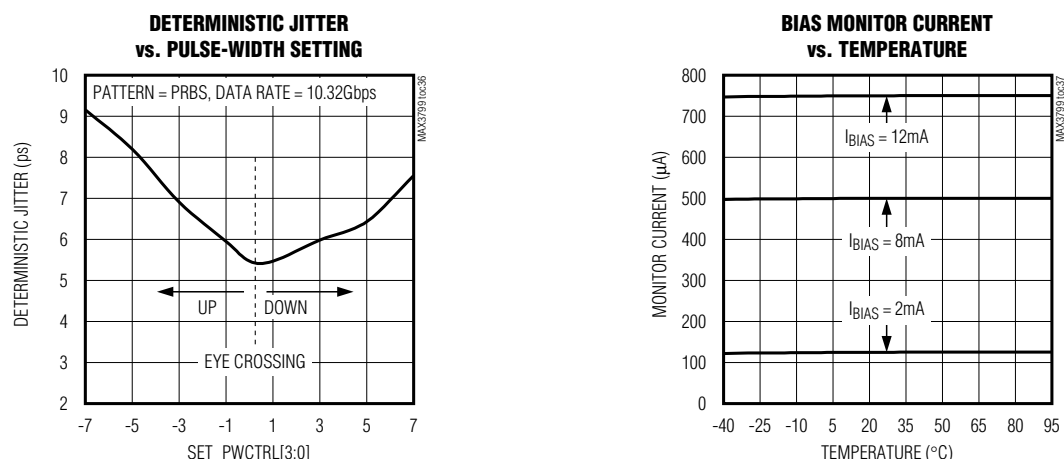 DETERMINISTIC JITTER
vs. PULSE-WIDTH SETTING
MAX3799 toc36
PATTERN = PRBS, DATA RATE = 10.32Gbps
DETERMINISTIC JITTER (ps)
10
9
8
7
6
5
4
3
2
UP
DOWN
EYE CROSSING
-7 -5 -3 -1 1 3 5 7
SET_PWCTRL[3:0]
BIAS MONITOR CURRENT
vs. TEMPERATURE
MAX3799 toc37
MONITOR CURRENT (µA)
800
700
600
500
400
300
200
100
0
IBIAS = 12mA
IBIAS = 8mA
IBIAS = 2mA
-40 -25 -10 5 20 35 50 65 80 95
TEMPERATURE (°C)